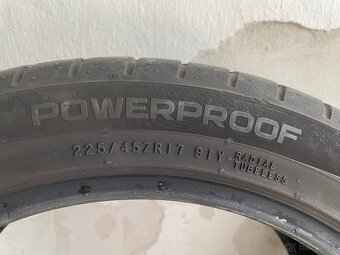 POWERPROOF
225/45ZR17 91Y RADIAL
TUBELESS